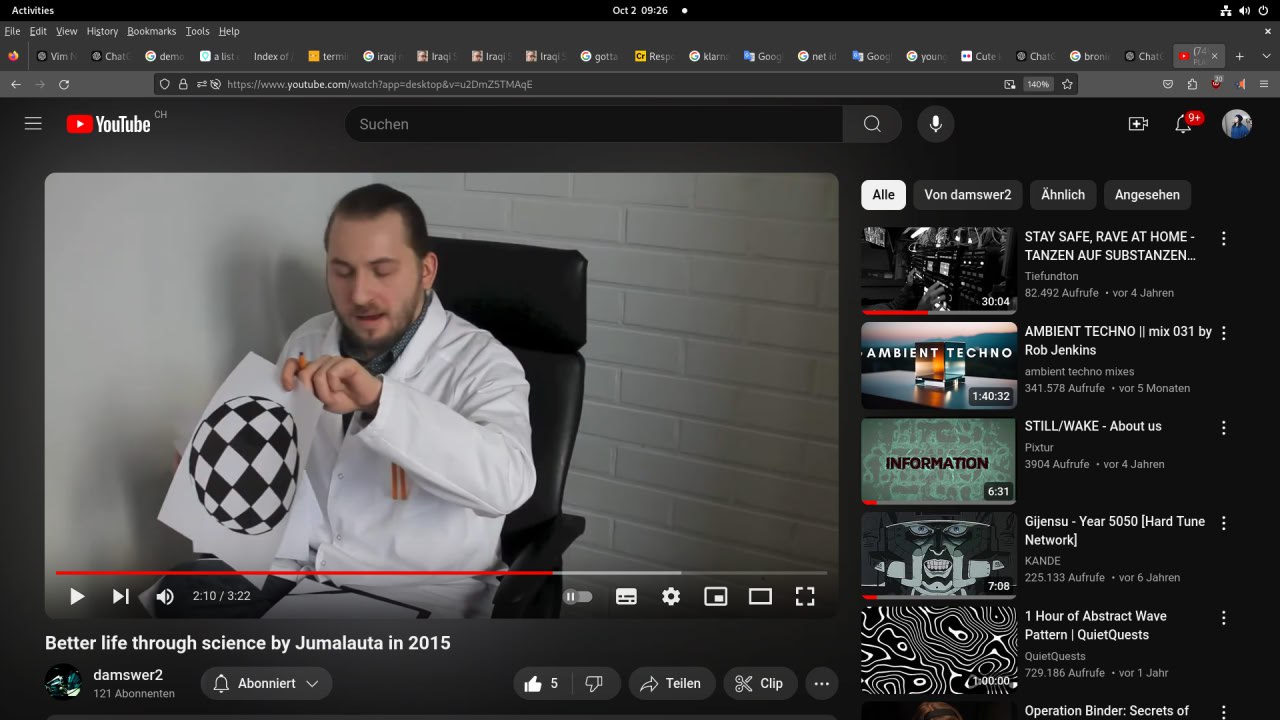 Activities
Oct 2 09:26
File Edit View History Bookmarks Tools Help
Vim N
ChatG
demo
a list o
Index of /
termin
iraqi e
Iraqi S
Iraqi S
Iraqi S
gotta
Respo
klarna
Googl
net id
Googl
young
Cute k
ChatG
bronin
ChatG
(74
https://www.youtube.com/watch?app=desktop&v=u2DmZ5TMAqE
140%
20
YouTube CH
Suchen
9+
Alle
Von damswer2
Ähnlich
Angesehen
STAY SAFE, RAVE AT HOME -
TANZEN AUF SUBSTANZEN...
Tiefundton
82.492 Aufrufe • vor 4 Jahren
30:04
AMBIENT TECHNO || mix 031 by
Rob Jenkins
ambient techno mixes
341.578 Aufrufe • vor 5 Monaten
AMBIENT TECHNO
1:40:32
STILL/WAKE - About us
Pixtur
3904 Aufrufe • vor 4 Jahren
INFORMATION
6:31
Gijensu - Year 5050 [Hard Tune
Network]
KANDE
225.133 Aufrufe • vor 6 Jahren
7:08
1 Hour of Abstract Wave
Pattern | QuietQuests
QuietQuests
729.186 Aufrufe • vor 1 Jahr
1:00:00
Operation Binder: Secrets of
2:10 / 3:22
Better life through science by Jumalauta in 2015
damswer2
121 Abonnenten
Abonniert
5
Teilen
Clip